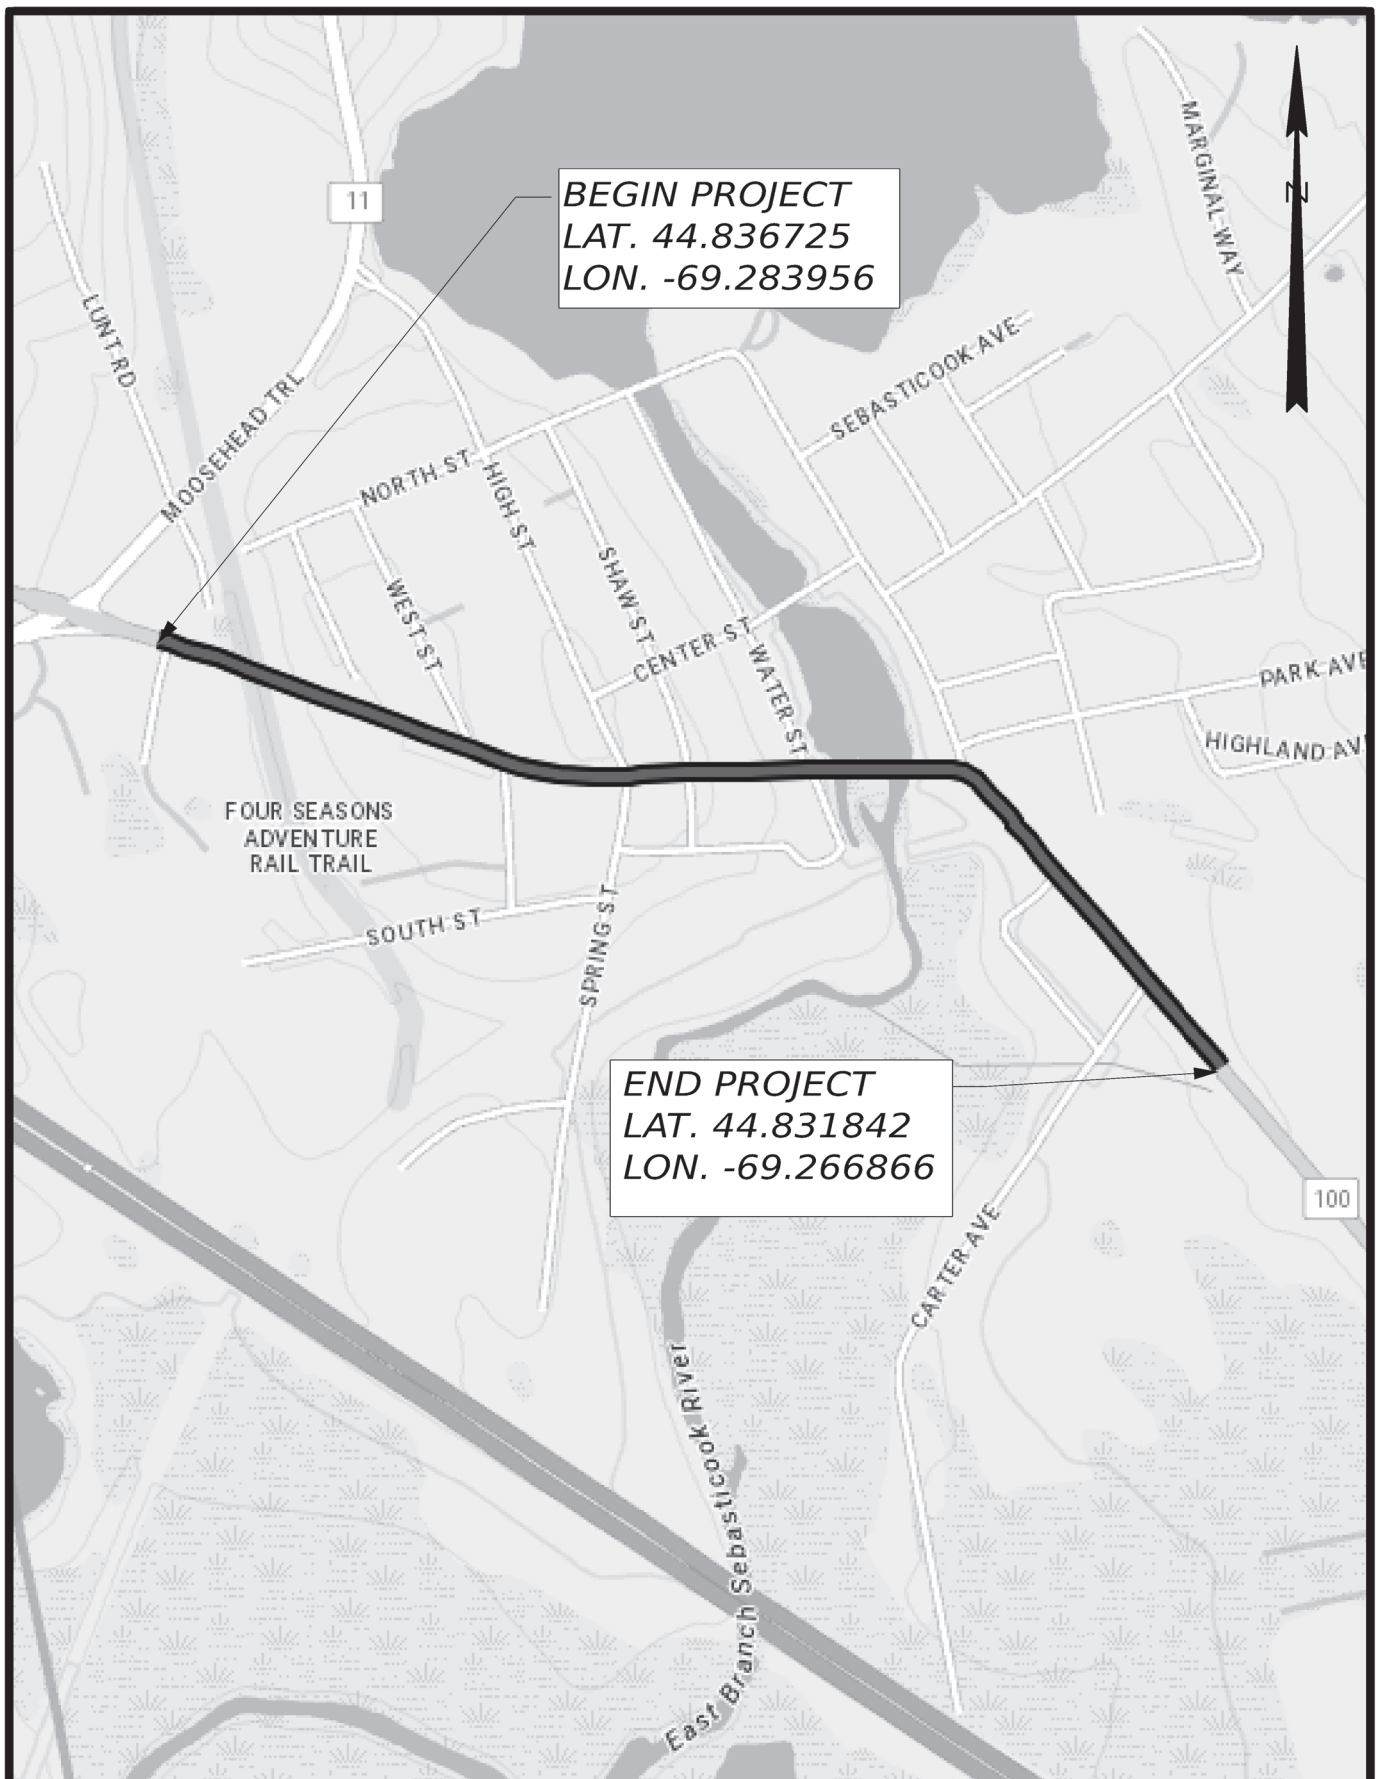 MARGINAL WAY
N
11
BEGIN PROJECT
LAT. 44.836725
LON. -69.283956
LUNT RD
MOOSEHEAD TRL
SEBASTICOOK AVE
NORTH ST
HIGH ST
SHAW ST
WEST ST
CENTER ST
WATER ST
PARK AVE
HIGHLAND AV
FOUR SEASONS
ADVENTURE
RAIL TRAIL
SOUTH ST
SPRING ST
END PROJECT
LAT. 44.831842
LON. -69.266866
100
CARTER AVE
East Branch Sebasticook River